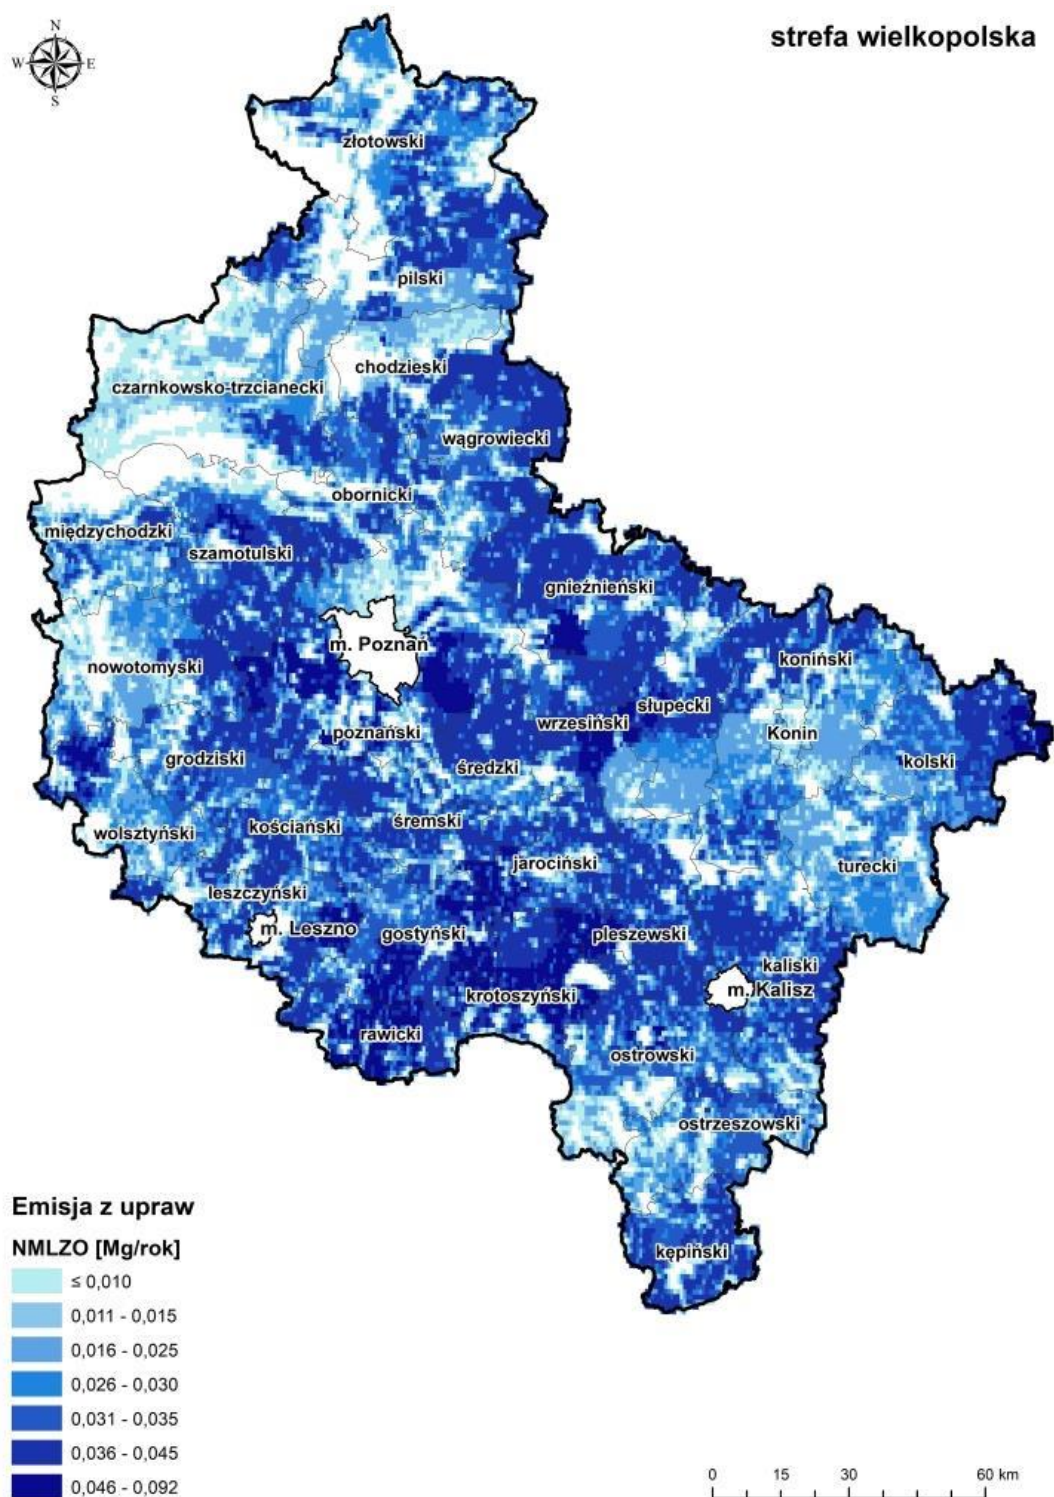 strefa wielkopolska
N
W E
S
złotowski
pilski
chodzieski
czarnkowsko-trzcianecki
wągrowiecki
obornicki
międzychodzki
szamotulski
gnieźnieński
m. Poznań
nowotomyski
koniński
słupecki
wrzesiński
poznański
Konin
grodziski
średzki
kolski
kościański
śremski
wolsztyński
jarociński
turecki
leszczyński
m. Leszno
gostyński
pleszewski
kaliski
m. Kalisz
krotoszyński
rawicki
ostrowski
ostrzeszowski
kępiński
Emisja z upraw
NMLZO [Mg/rok]
≤ 0,010
0,011 - 0,015
0,016 - 0,025
0,026 - 0,030
0,031 - 0,035
0,036 - 0,045
0,046 - 0,092
0 15 30 60 km